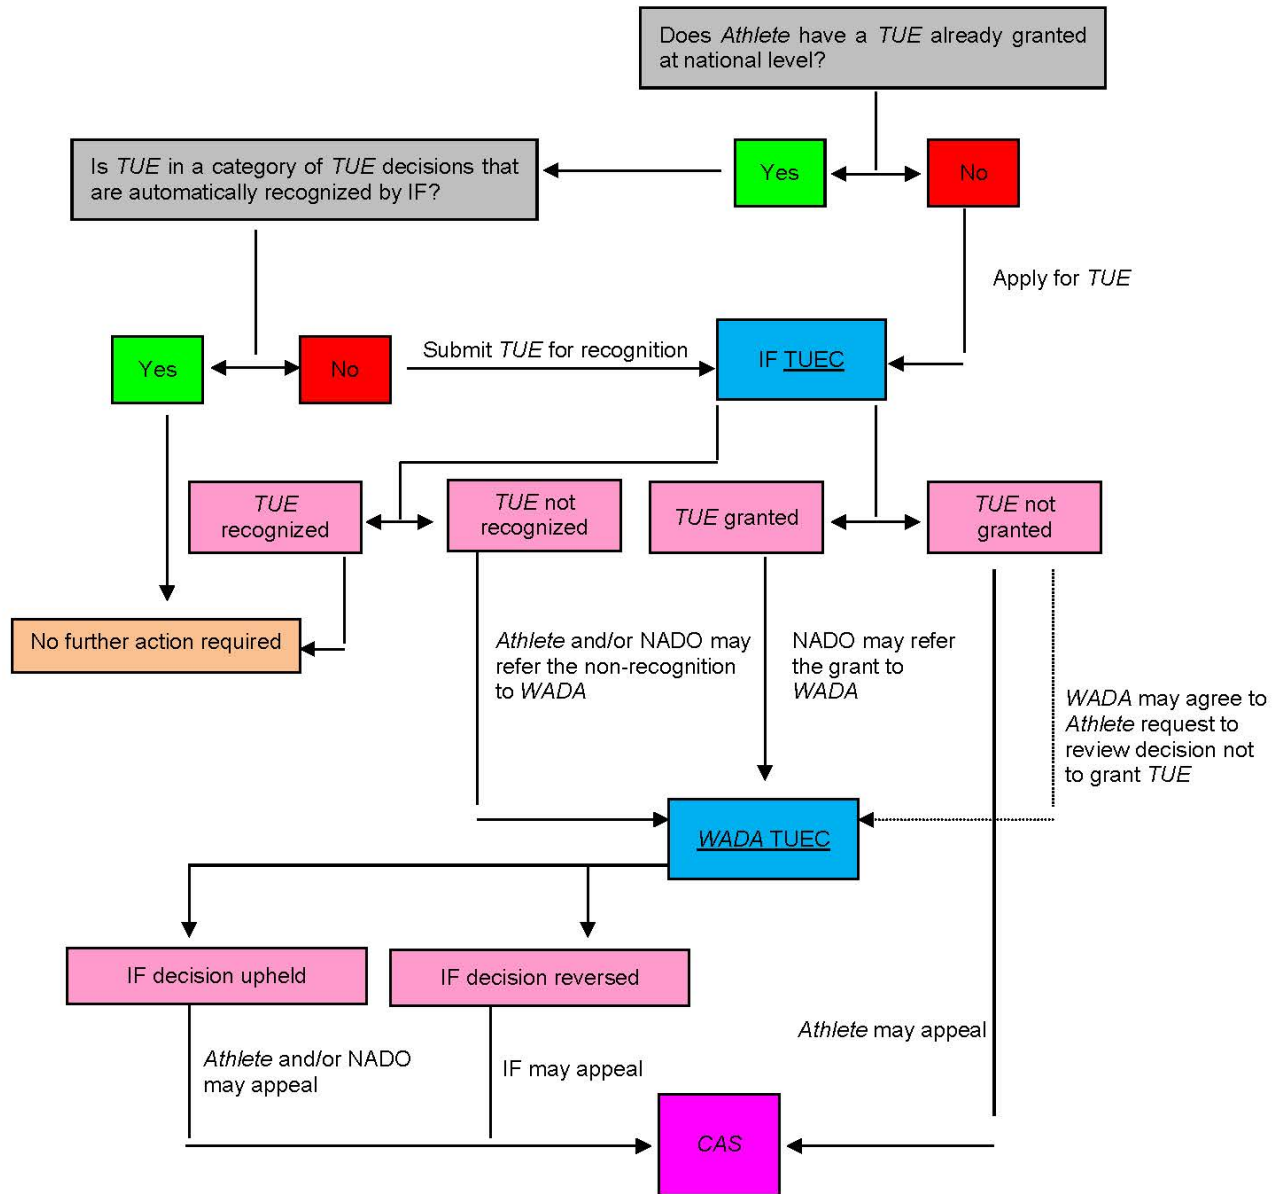 Does Athlete have a TUE already granted
at national level?
Is TUE in a category of TUE decisions that
are automatically recognized by IF?
Yes
No
Apply for TUE
Yes
No
Submit TUE for recognition
IF TUEC
TUE
recognized
TUE not
recognized
TUE granted
TUE not
granted
No further action required
Athlete and/or NADO may
refer the non-recognition
to WADA
NADO may refer
the grant to
WADA
WADA may agree to
Athlete request to
review decision not
to grant TUE
WADA TUEC
IF decision upheld
IF decision reversed
Athlete and/or NADO
may appeal
IF may appeal
Athlete may appeal
CAS